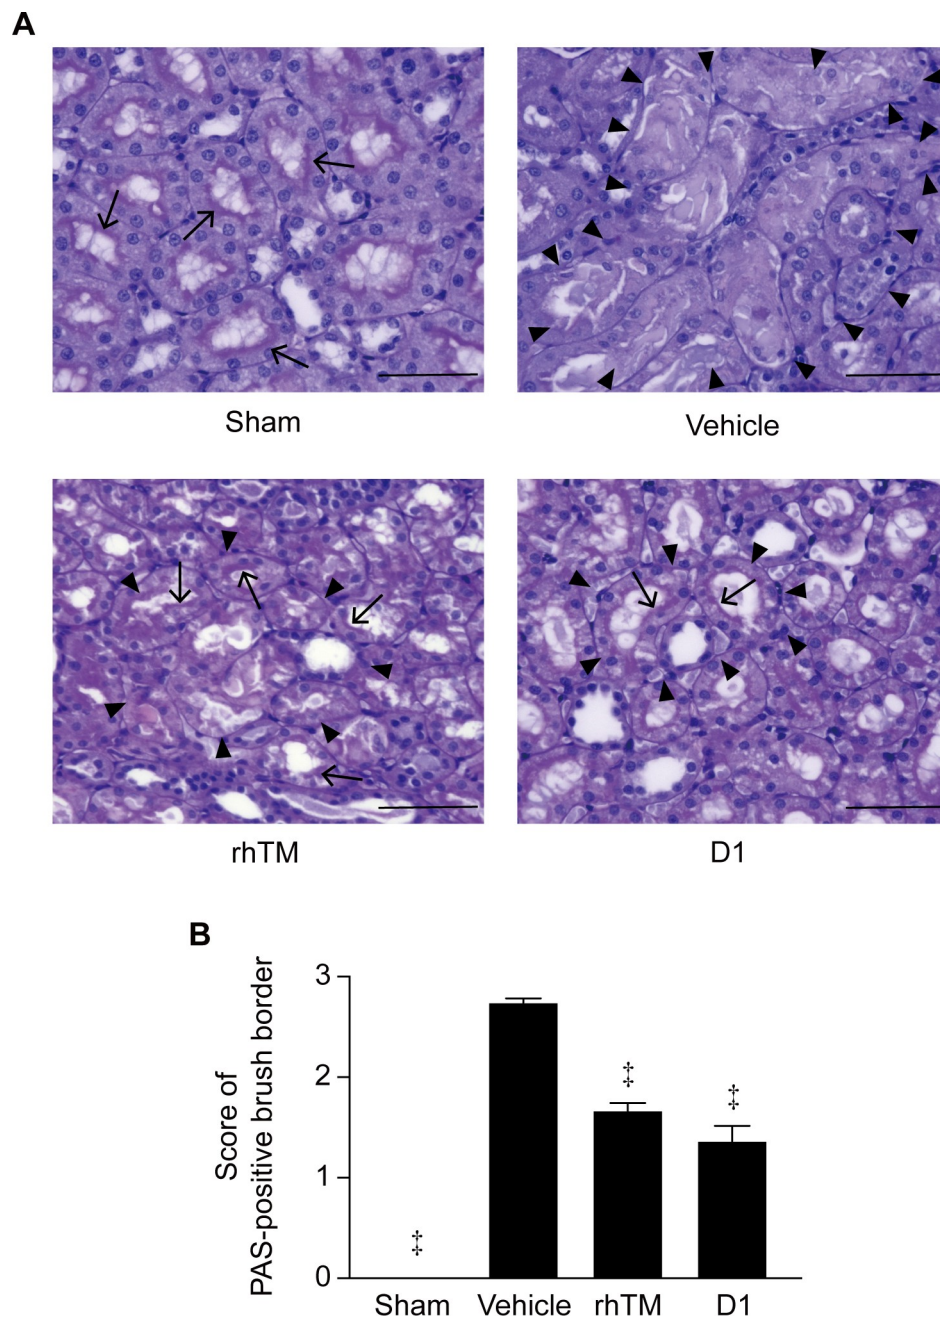 A
Sham
Vehicle
rhTM
D1
B
Score of
PAS-positive brush border
3
2
1
0
‡
‡
‡
Sham
Vehicle
rhTM
D1